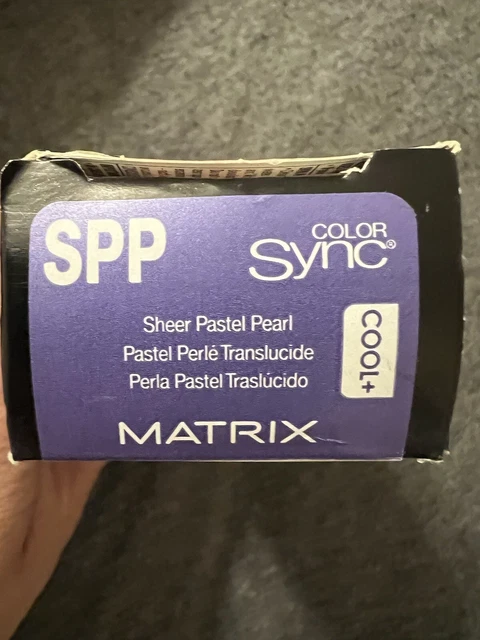 SPP
COLOR
Sync®
Sheer Pastel Pearl
Pastel Perlé Translucide
Perla Pastel Traslúcido
COOL+
MATRIX